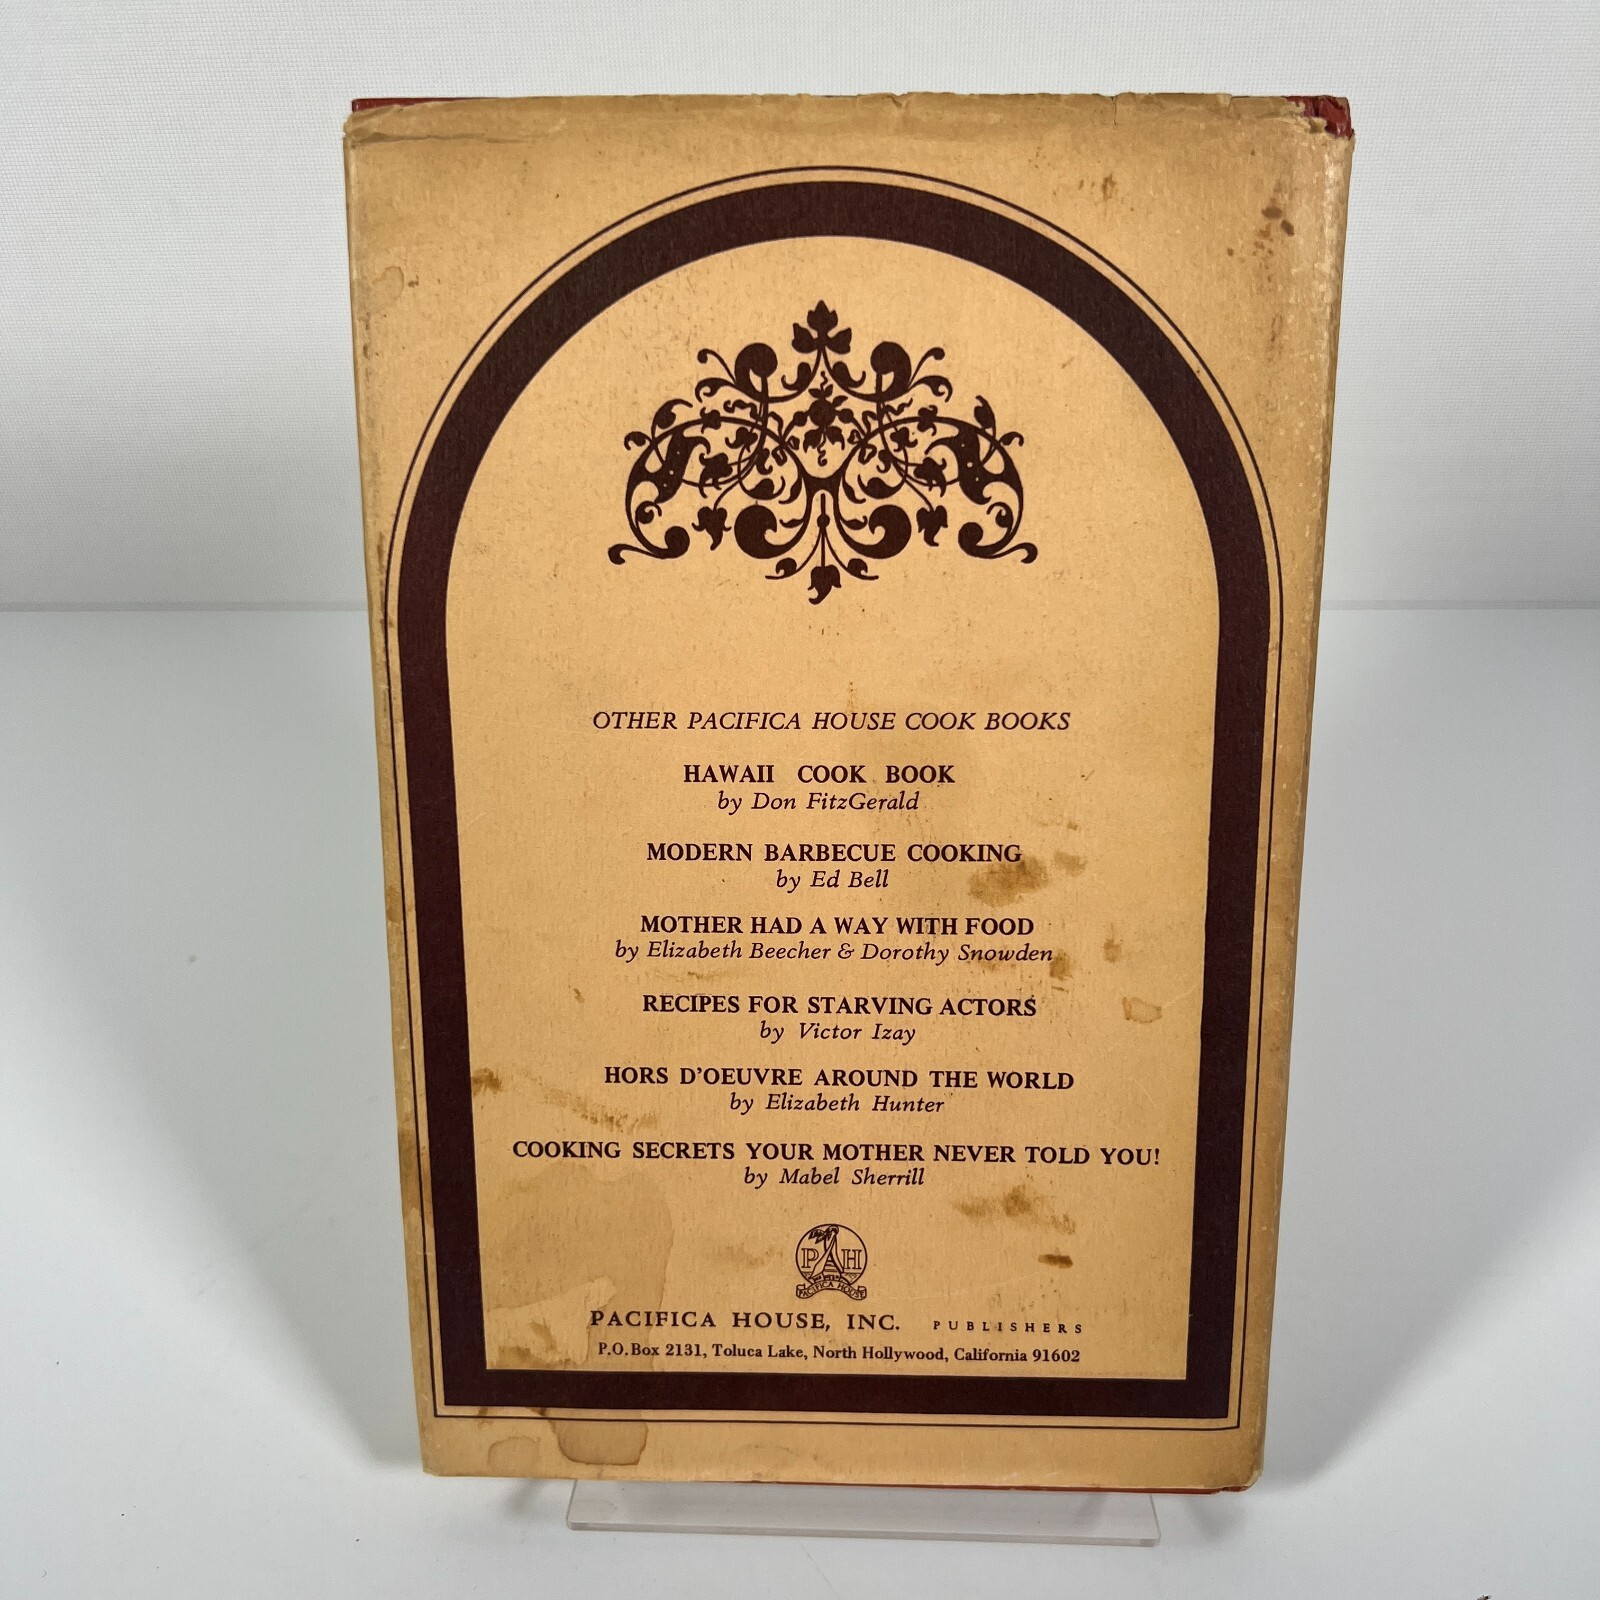 OTHER PACIFICA HOUSE COOK BOOKS
HAWAII COOK BOOK
by Don FitzGerald
MODERN BARBECUE COOKING
by Ed Bell
MOTHER HAD A WAY WITH FOOD
by Elizabeth Beecher & Dorothy Snowden
RECIPES FOR STARVING ACTORS
by Victor Izay
HORS D'OEUVRE AROUND THE WORLD
by Elizabeth Hunter
COOKING SECRETS YOUR MOTHER NEVER TOLD YOU!
by Mabel Sherrill
P H
PACIFICA HOUSE
PACIFICA HOUSE, INC. PUBLISHERS
P.O. Box 2131, Toluca Lake, North Hollywood, California 91602